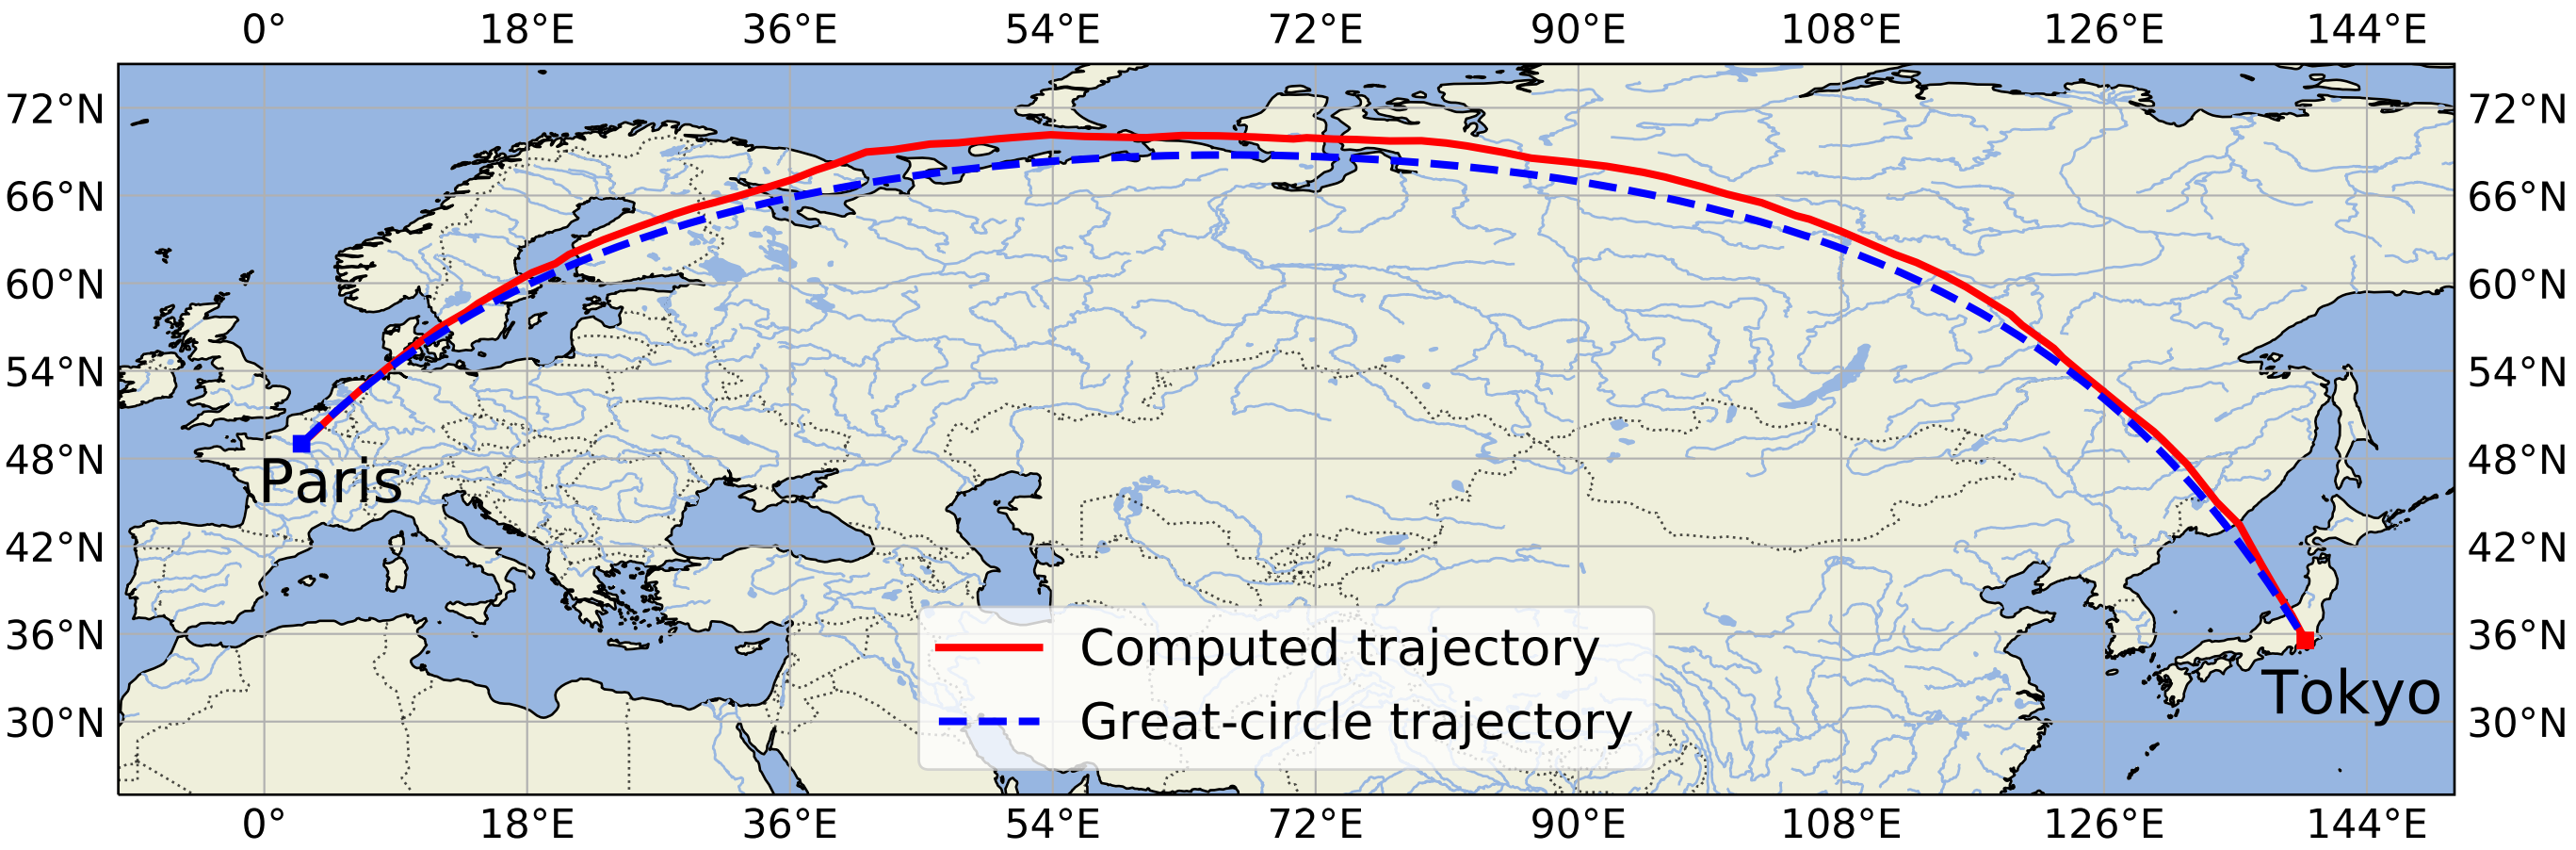 0° 18°E 36°E 54°E 72°E 90°E 108°E 126°E 144°E
72°N 72°N
66°N 66°N
60°N 60°N
54°N 54°N
48°N 48°N
Paris
42°N 42°N
36°N 36°N
Computed trajectory
Tokyo
30°N 30°N
Great-circle trajectory
0° 18°E 36°E 54°E 72°E 90°E 108°E 126°E 144°E